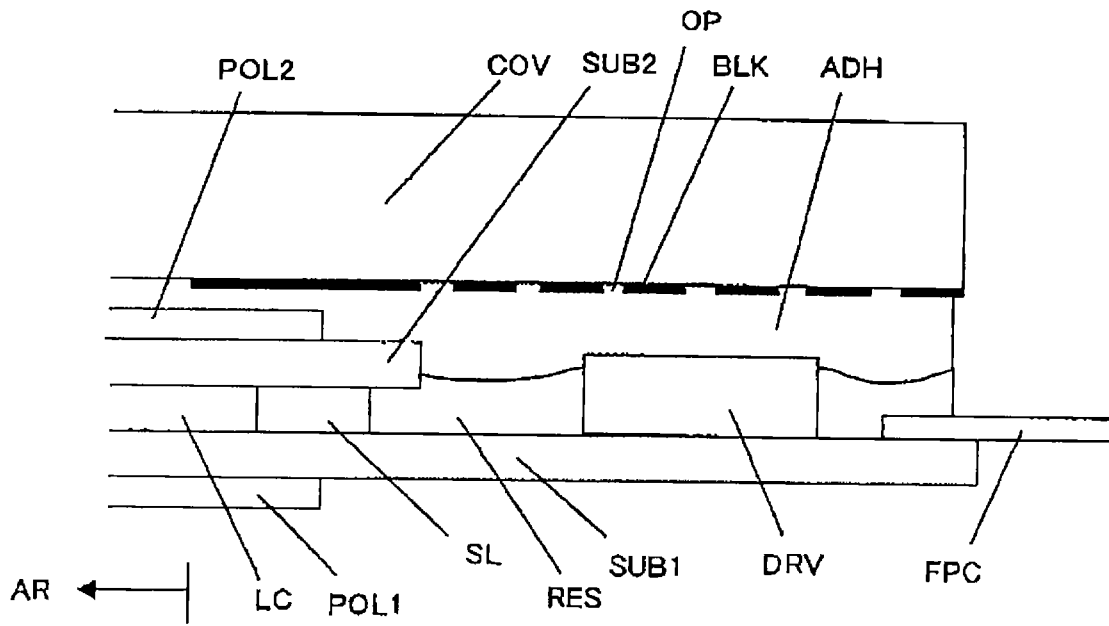 OP
POL2 COV SUB2 BLK ADH
SL SUB1 DRV FPC
AR LC POL1 RES